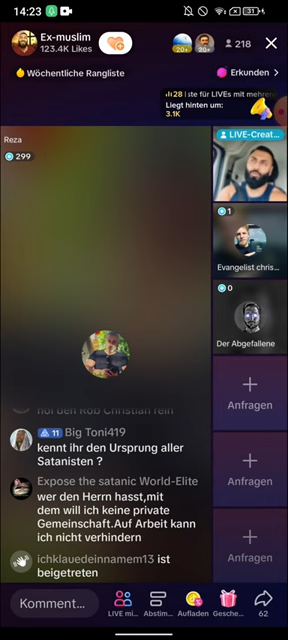 14:23
31
Ex-muslim
123.4K Likes
20+
20+
218
Wöchentliche Rangliste
Erkunden >
28 | ste für LIVEs mit mehrere
Liegt hinten um:
3.1K
Reza
299
LIVE-Creat...
1
Evangelist chris...
0
Der Abgefallene
Anfragen
Anfragen
Anfragen
hol den Rob Christian rein
11 Big Toni419
kennt ihr den Ursprung aller
Satanisten ?
Expose the satanic World-Elite
wer den Herrn hasst,mit
dem will ich keine private
Gemeinschaft.Auf Arbeit kann
ich nicht verhindern
ichklauedeinnamem13 ist
beigetreten
Komment...
LIVE mi...
Abstim...
Aufladen
Gesche...
62